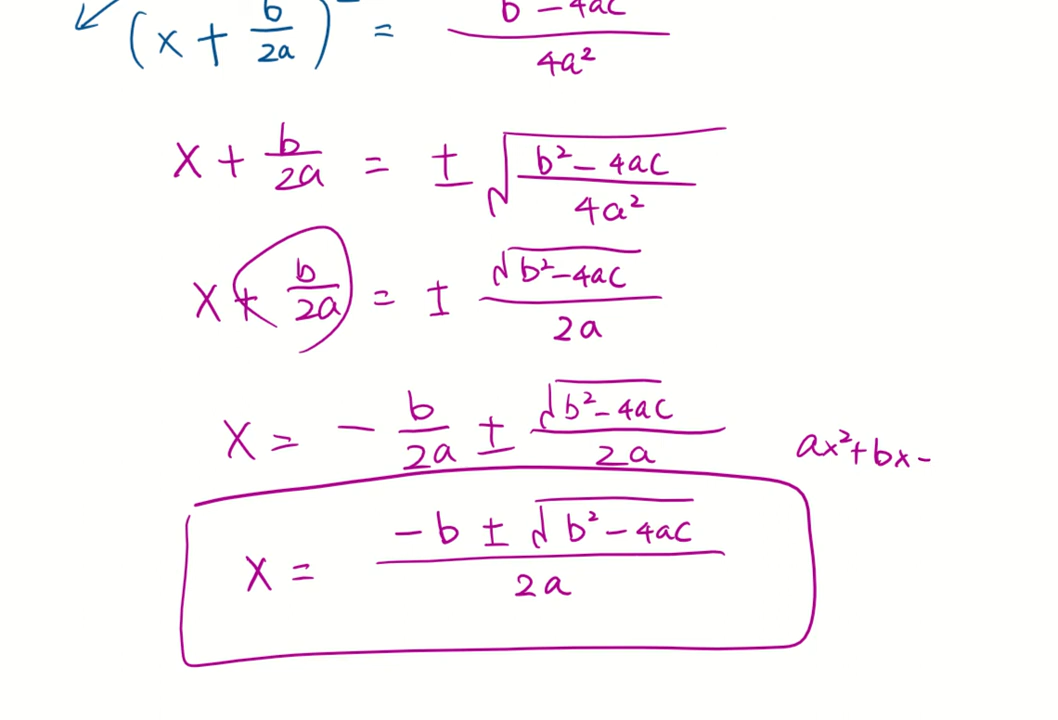 (x + b/2a)² = b² - 4ac / 4a²
x + b/2a = ± √(b² - 4ac / 4a²)
x + b/2a = ± √(b² - 4ac) / 2a
x = - b/2a ± √(b² - 4ac) / 2a
ax² + bx -
x = -b ± √(b² - 4ac) / 2a